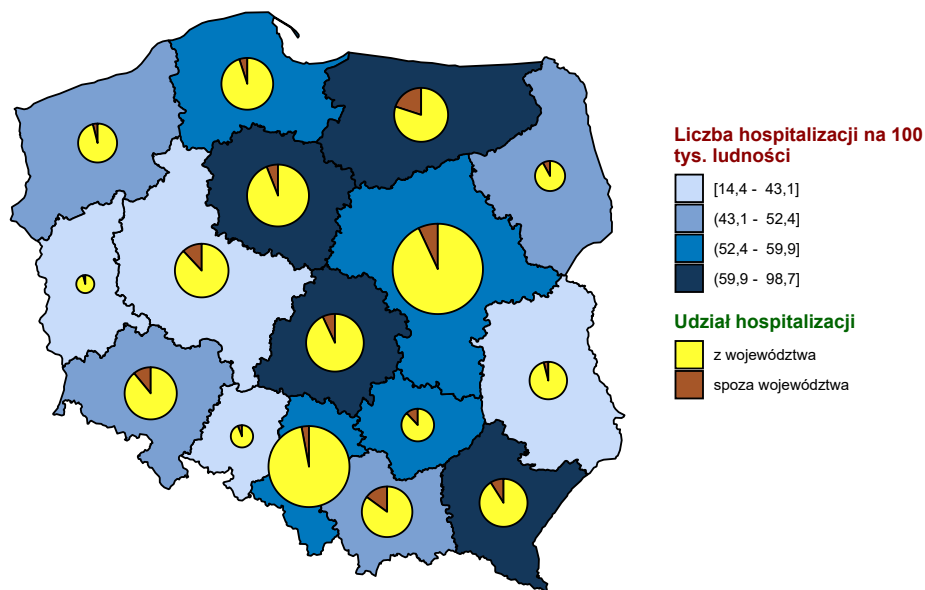 Liczba hospitalizacji na 100
tys. ludności
[14,4 - 43,1]
(43,1 - 52,4]
(52,4 - 59,9]
(59,9 - 98,7]
Udział hospitalizacji
z województwa
spoza województwa